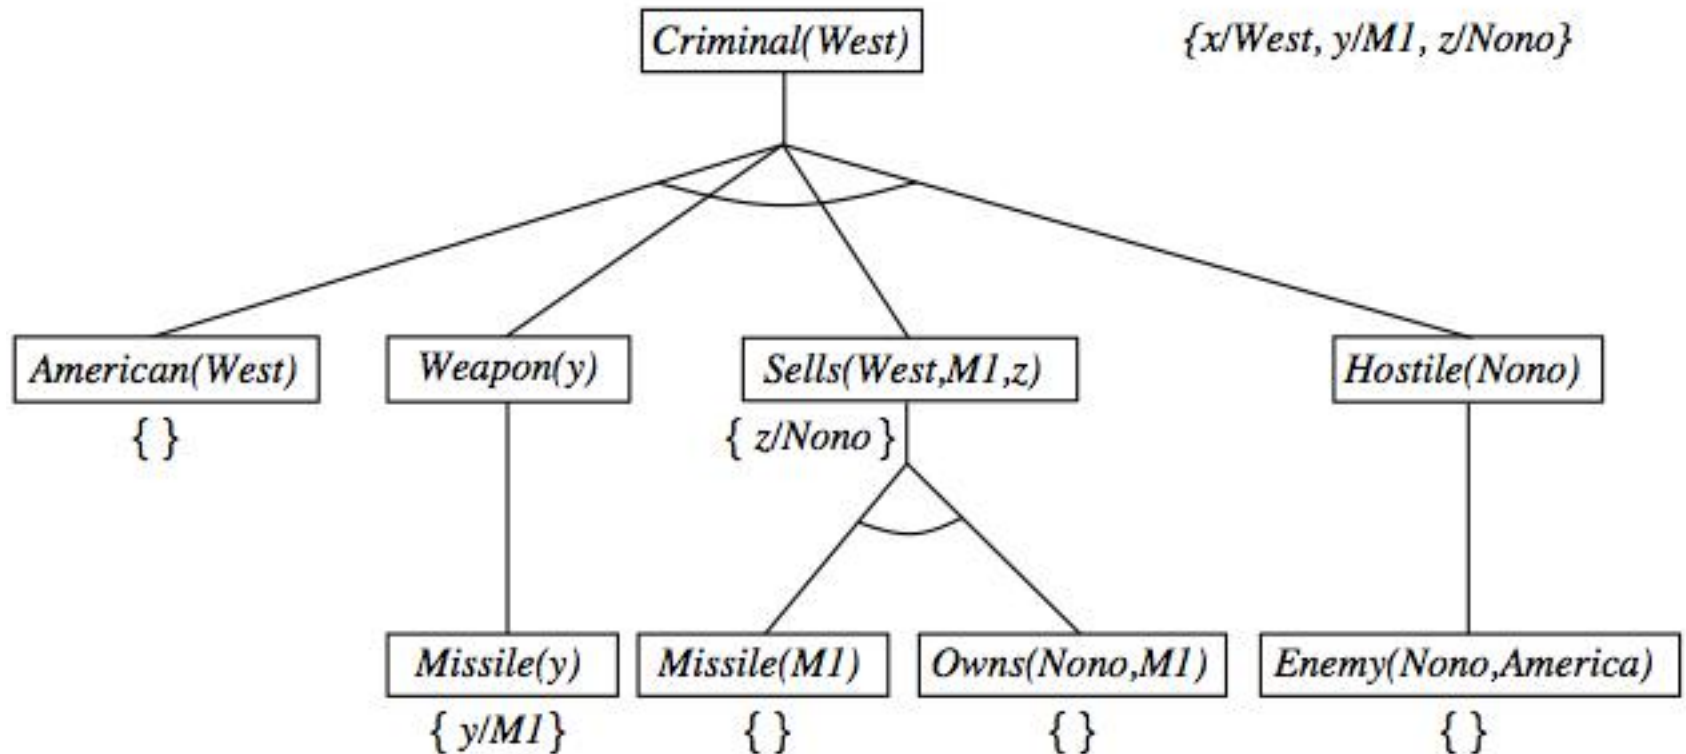 Criminal(West)
{x/West, y/M1, z/Nono}
American(West)
Weapon(y)
Sells(West,M1,z)
Hostile(Nono)
{ }
{ z/Nono }
Missile(y)
Missile(M1)
Owns(Nono,M1)
Enemy(Nono,America)
{ y/M1 }
{ }
{ }
{ }